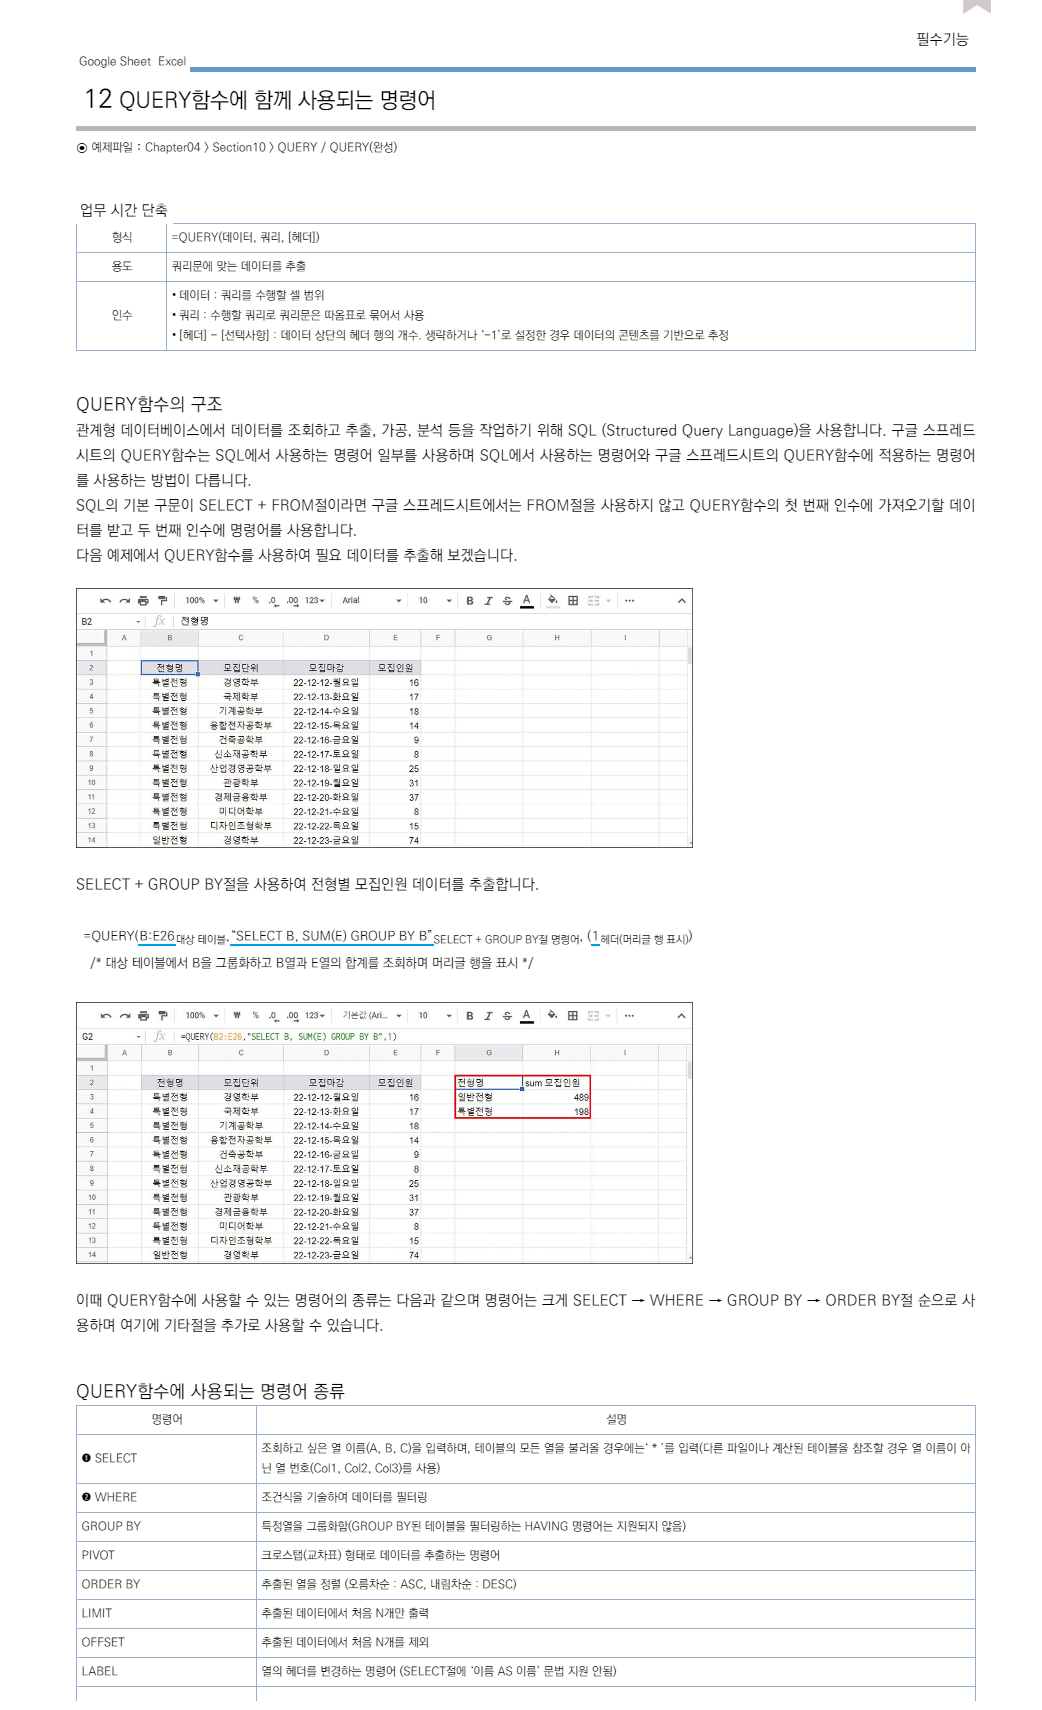 필수기능
Google Sheet Excel
12 QUERY함수에 함께 사용되는 명령어
⦿ 예제파일 : Chapter04 〉 Section10 〉 QUERY / QUERY(완성)
업무 시간 단축
형식 =QUERY(데이터, 쿼리, [헤더])
용도 쿼리문에 맞는 데이터를 추출
인수
• 데이터 : 쿼리를 수행할 셀 범위
• 쿼리 : 수행할 쿼리로 쿼리문은 따옴표로 묶어서 사용
• [헤더] - [선택사항] : 데이터 상단의 헤더 행의 개수. 생략하거나 ‘-1’로 설정한 경우 데이터의 콘텐츠를 기반으로 추정
QUERY함수의 구조
관계형 데이터베이스에서 데이터를 조회하고 추출, 가공, 분석 등을 작업하기 위해 SQL (Structured Query Language)을 사용합니다. 구글 스프레드
시트의 QUERY함수는 SQL에서 사용하는 명령어 일부를 사용하며 SQL에서 사용하는 명령어와 구글 스프레드시트의 QUERY함수에 적용하는 명령어
를 사용하는 방법이 다릅니다.
SQL의 기본 구문이 SELECT + FROM절이라면 구글 스프레드시트에서는 FROM절을 사용하지 않고 QUERY함수의 첫 번째 인수에 가져오기할 데이
터를 받고 두 번째 인수에 명령어를 사용합니다.
다음 예제에서 QUERY함수를 사용하여 필요 데이터를 추출해 보겠습니다.
100% ₩ % .0 .00 123 Arial 10 B I S A
B2 fx 전형명
A B C D E F G H I
1
2 전형명 모집단위 모집마감 모집인원
3 특별전형 경영학부 22-12-12-월요일 16
4 특별전형 국제학부 22-12-13-화요일 17
5 특별전형 기계공학부 22-12-14-수요일 18
6 특별전형 융합전자공학부 22-12-15-목요일 14
7 특별전형 건축공학부 22-12-16-금요일 9
8 특별전형 신소재공학부 22-12-17-토요일 8
9 특별전형 산업경영공학부 22-12-18-일요일 25
10 특별전형 관광학부 22-12-19-월요일 31
11 특별전형 경제금융학부 22-12-20-화요일 37
12 특별전형 미디어학부 22-12-21-수요일 8
13 특별전형 디자인조형학부 22-12-22-목요일 15
14 일반전형 경영학부 22-12-23-금요일 74
SELECT + GROUP BY절을 사용하여 전형별 모집인원 데이터를 추출합니다.
=QUERY(B:E26대상 테이블,“SELECT B, SUM(E) GROUP BY B”SELECT + GROUP BY절 명령어, (1헤더(머리글 행 표시))
/* 대상 테이블에서 B을 그룹화하고 B열과 E열의 합계를 조회하며 머리글 행을 표시 */
100% ₩ % .0 .00 123 기본값 (Ari... 10 B I S A
G2 fx =QUERY(B2:E26,"SELECT B, SUM(E) GROUP BY B",1)
A B C D E F G H I
1
2 전형명 모집단위 모집마감 모집인원 전형명 sum 모집인원
3 특별전형 경영학부 22-12-12-월요일 16 일반전형 489
4 특별전형 국제학부 22-12-13-화요일 17 특별전형 198
5 특별전형 기계공학부 22-12-14-수요일 18
6 특별전형 융합전자공학부 22-12-15-목요일 14
7 특별전형 건축공학부 22-12-16-금요일 9
8 특별전형 신소재공학부 22-12-17-토요일 8
9 특별전형 산업경영공학부 22-12-18-일요일 25
10 특별전형 관광학부 22-12-19-월요일 31
11 특별전형 경제금융학부 22-12-20-화요일 37
12 특별전형 미디어학부 22-12-21-수요일 8
13 특별전형 디자인조형학부 22-12-22-목요일 15
14 일반전형 경영학부 22-12-23-금요일 74
이때 QUERY함수에 사용할 수 있는 명령어의 종류는 다음과 같으며 명령어는 크게 SELECT → WHERE → GROUP BY → ORDER BY절 순으로 사
용하며 여기에 기타절을 추가로 사용할 수 있습니다.
QUERY함수에 사용되는 명령어 종류
명령어 설명
❶ SELECT 조회하고 싶은 열 이름(A, B, C)을 입력하며, 테이블의 모든 열을 불러올 경우에는‘ * ’를 입력(다른 파일이나 계산된 테이블을 참조할 경우 열 이름이 아
닌 열 번호(Col1, Col2, Col3)를 사용)
❷ WHERE 조건식을 기술하여 데이터를 필터링
GROUP BY 특정열을 그룹화함(GROUP BY된 테이블을 필터링하는 HAVING 명령어는 지원되지 않음)
PIVOT 크로스탭(교차표) 형태로 데이터를 추출하는 명령어
ORDER BY 추출된 열을 정렬 (오름차순 : ASC, 내림차순 : DESC)
LIMIT 추출된 데이터에서 처음 N개만 출력
OFFSET 추출된 데이터에서 처음 N개를 제외
LABEL 열의 헤더를 변경하는 명령어 (SELECT절에 ‘이름 AS 이름’ 문법 지원 안됨)